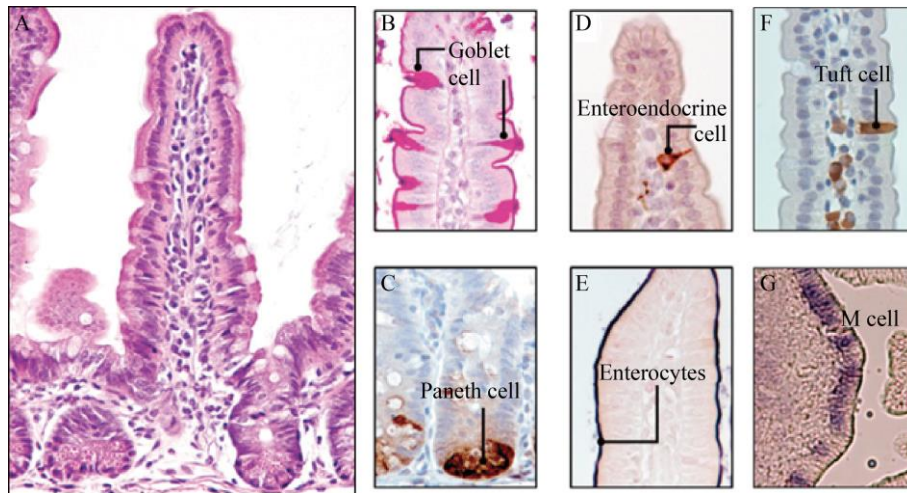 A
B
Goblet
cell
D
Enteroendocrine
cell
F
Tuft cell
C
Paneth cell
E
Enterocytes
G
M cell